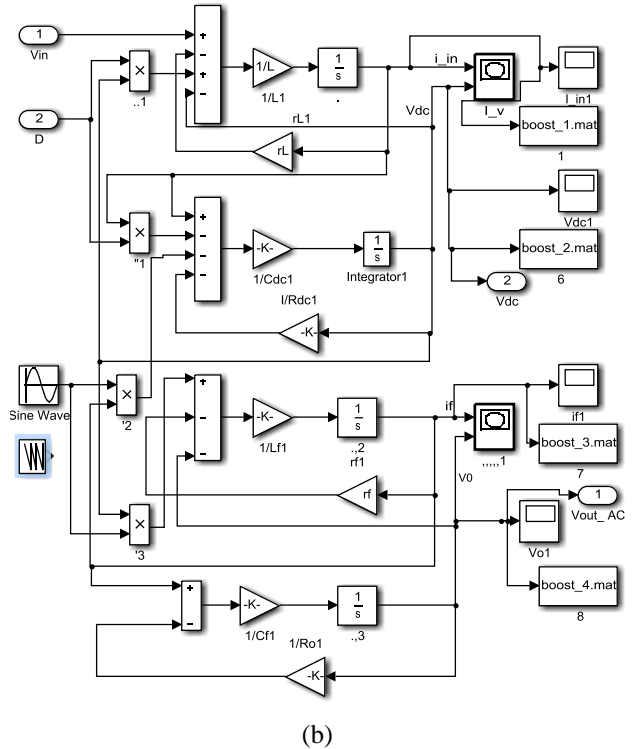 1
Vin
2
D
+
−
+
−
×
..1
1/L
1/L1
1
s
.
i_in
I_v
I_in1
Vdc
boost_1.mat
1
rL1
rL
Vdc1
×
"1
+
−
−
−
-K-
1/Cdc1
1
s
Integrator1
boost_2.mat
6
2
Vdc
I/Rdc1
-K-
Sine Wave
×
'2
+
−
−
-K-
1/Lf1
1
s
.,2
rf1
if
,,,,,1
if1
boost_3.mat
7
V0
rf
×
'3
1
Vout_ AC
Vo1
boost_4.mat
8
+
−
-K-
1/Cf1
1
s
.,3
1/Ro1
-K-
(b)